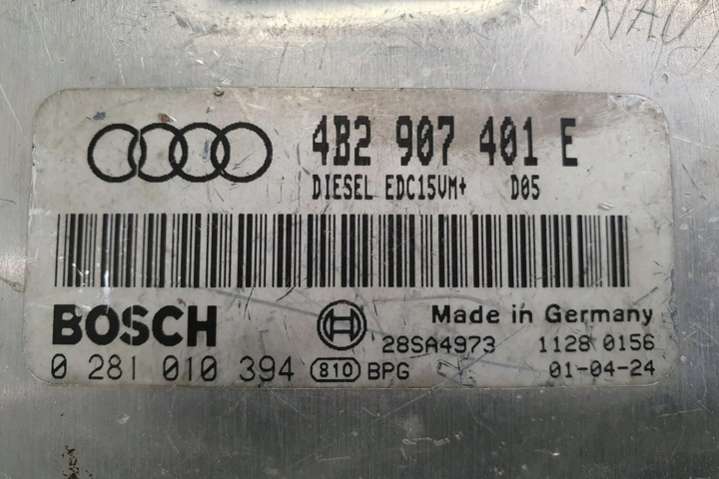 NAU
4B2 907 401 E
DIESEL EDC15VM+ D05
BOSCH
Made in Germany
28SA4973 1128 0156
0 281 010 394 810 BPG 01-04-24